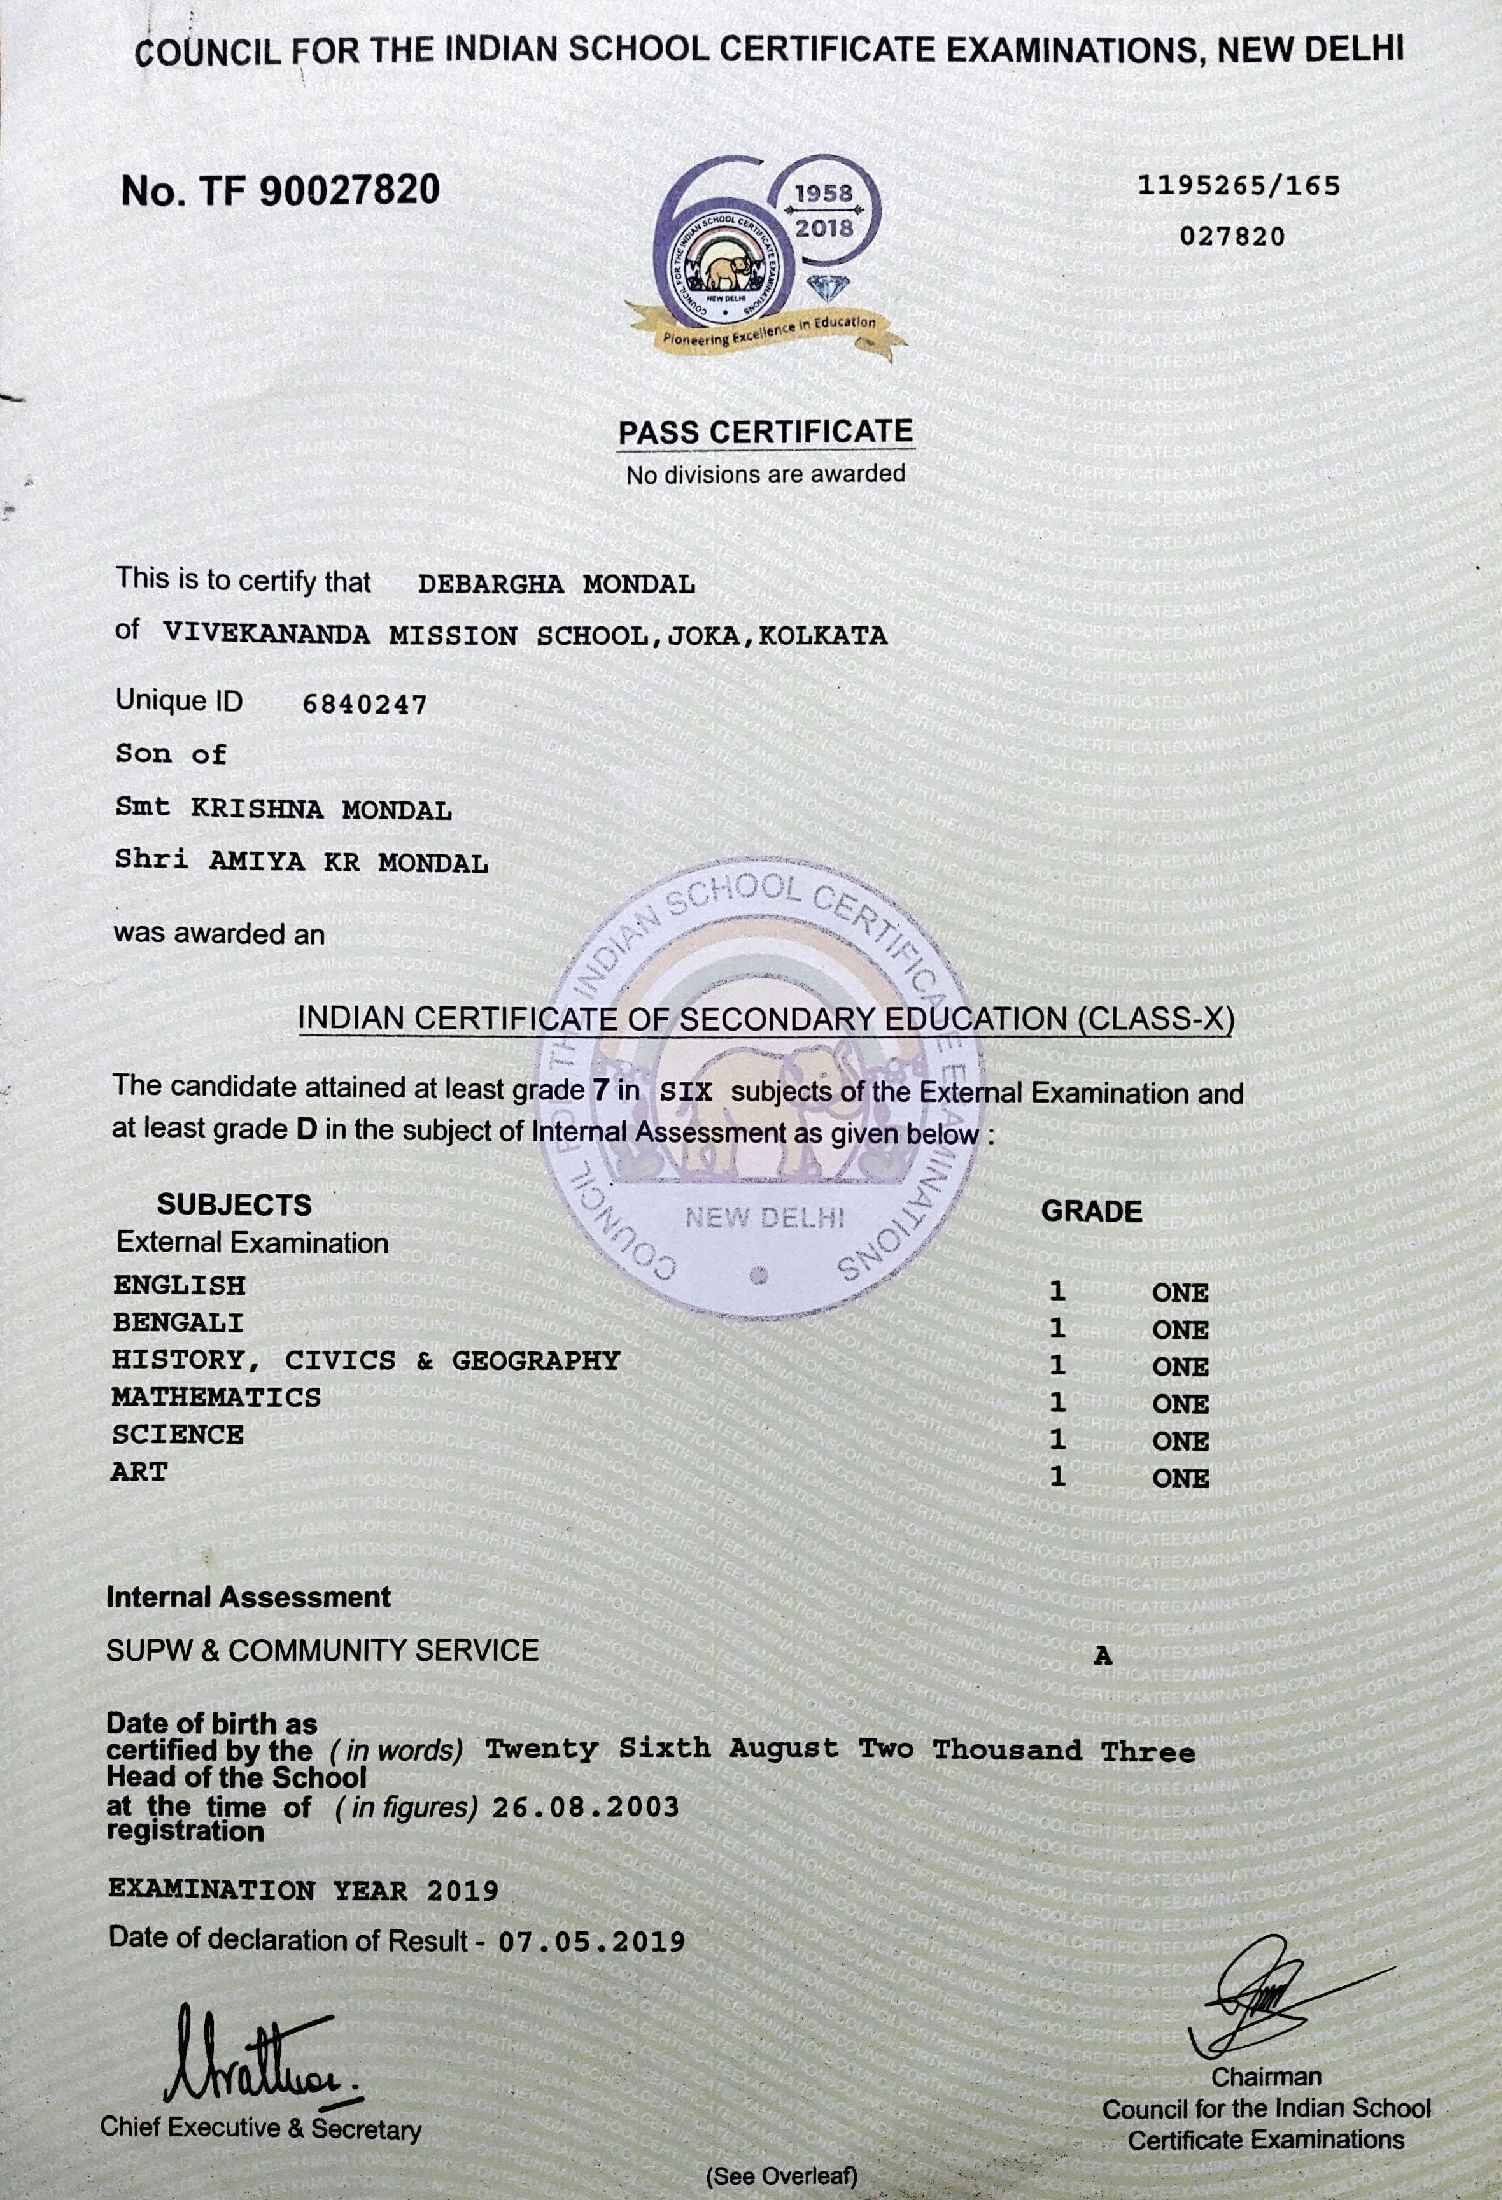 COUNCIL FOR THE INDIAN SCHOOL CERTIFICATE EXAMINATIONS, NEW DELHI
No. TF 90027820
1195265/165
027820
1958
2018
COUNCIL FOR THE INDIAN SCHOOL CERTIFICATE EXAMINATIONS
NEW DELHI
Pioneering Excellence in Education
PASS CERTIFICATE
No divisions are awarded
This is to certify that DEBARGHA MONDAL
of VIVEKANANDA MISSION SCHOOL, JOKA, KOLKATA
Unique ID 6840247
Son of
Smt KRISHNA MONDAL
Shri AMIYA KR MONDAL
was awarded an
INDIAN CERTIFICATE OF SECONDARY EDUCATION (CLASS-X)
The candidate attained at least grade 7 in SIX subjects of the External Examination and
at least grade D in the subject of Internal Assessment as given below :
COUNCIL FOR THE INDIAN SCHOOL CERTIFICATE EXAMINATIONS
NEW DELHI
SUBJECTS GRADE
External Examination
ENGLISH 1 ONE
BENGALI 1 ONE
HISTORY, CIVICS & GEOGRAPHY 1 ONE
MATHEMATICS 1 ONE
SCIENCE 1 ONE
ART 1 ONE
Internal Assessment
SUPW & COMMUNITY SERVICE A
Date of birth as
certified by the (in words) Twenty Sixth August Two Thousand Three
Head of the School
at the time of (in figures) 26.08.2003
registration
EXAMINATION YEAR 2019
Date of declaration of Result - 07.05.2019
Chief Executive & Secretary
Chairman
Council for the Indian School
Certificate Examinations
(See Overleaf)